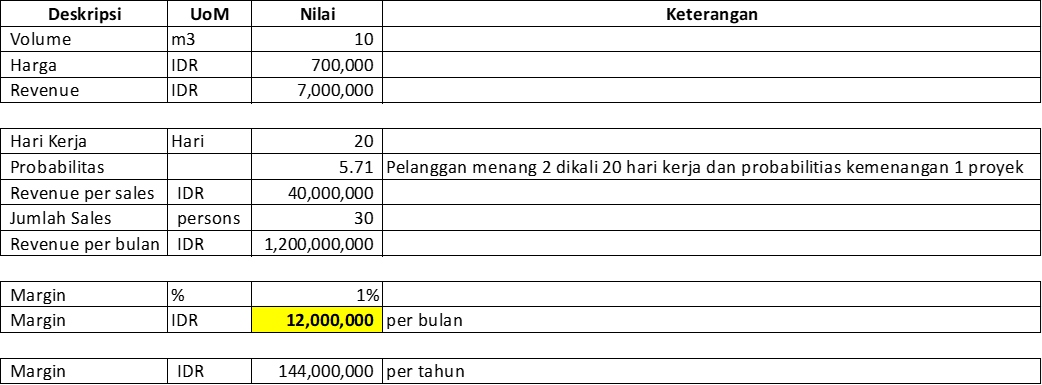 Deskripsi UoM Nilai Keterangan
Volume m3 10
Harga IDR 700,000
Revenue IDR 7,000,000
Hari Kerja Hari 20
Probabilitas 5.71 Pelanggan menang 2 dikali 20 hari kerja dan probabilitias kemenangan 1 proyek
Revenue per sales IDR 40,000,000
Jumlah Sales persons 30
Revenue per bulan IDR 1,200,000,000
Margin % 1%
Margin IDR 12,000,000 per bulan
Margin IDR 144,000,000 per tahun